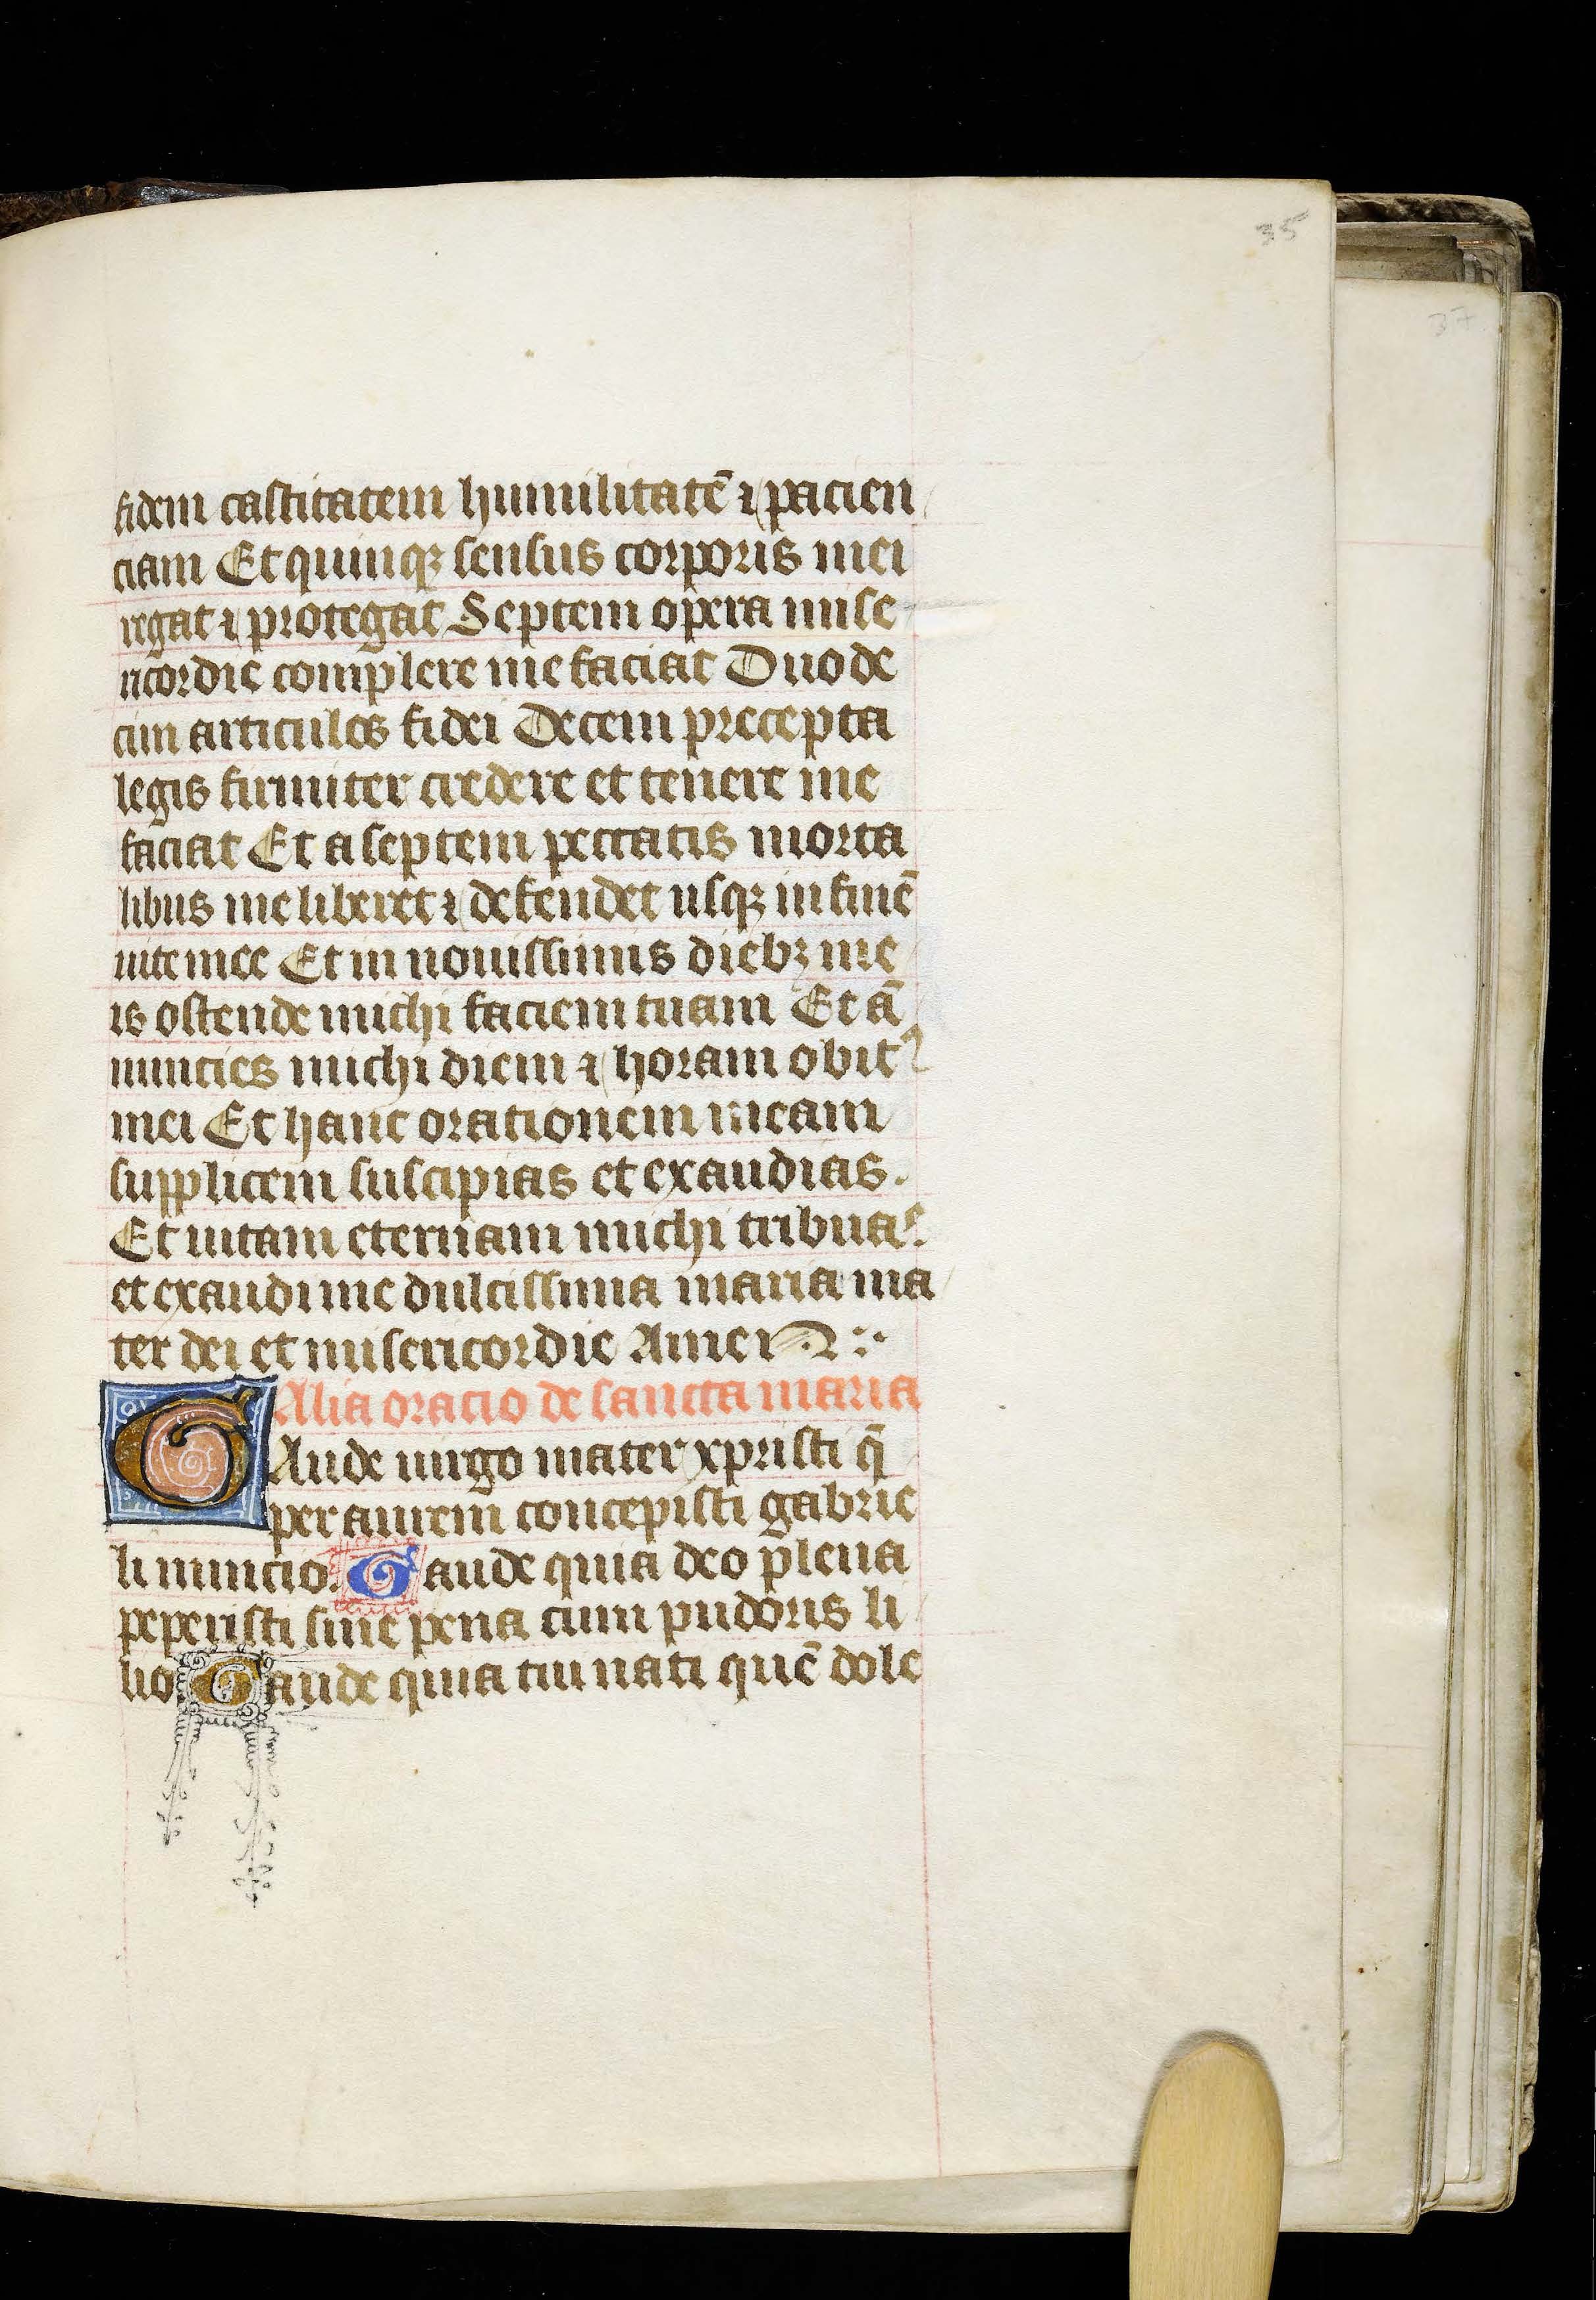 35
37
fidem castitatem humilitatē ⁊ pacien
ciam Et quinqꝫ sensus corporis mei
regat ⁊ protegat Septem opera mise
ricordie complere me faciat Duode
cim articulos fidei Decem precepta
legis firmiter credere et tenere me
faciat Et a septem peccatis morta
libus me liberet ⁊ defendet usqꝫ in finē
uite mee Et in nouissimis diebꝫ me
is ostende michi faciem tuam Et ā
nuncies michi diem ⁊ horam obit⁹
mei Et hanc orationem meam
supplicem suscipias et exaudias.
Et uitam eternam michi tribuas.
et exaudi me dulcissima maria ma
ter dei et misericordie Amen
Alia oracio de sancta maria
GAude uirgo mater xpristi q̄
per aurem concepisti gabrie
li nuncio. Gaude quia deo plena
peperisti sine pena cum pudoris li
lio. Gaude quia tui nati quē dole